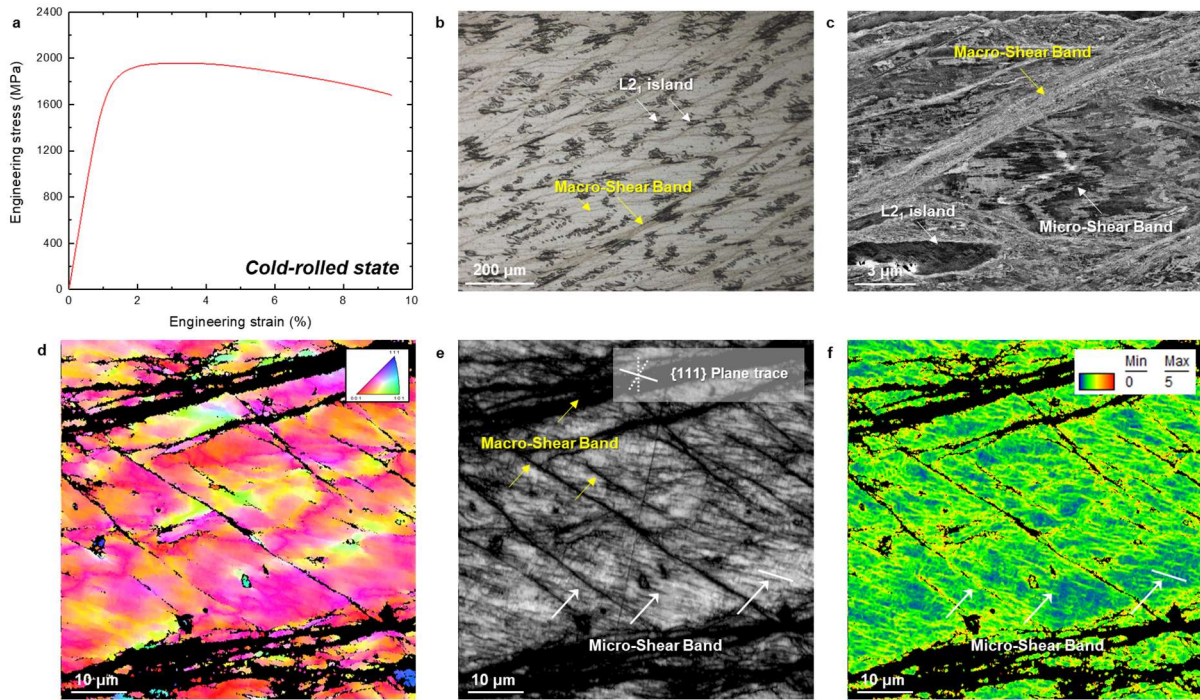 a
2400
2000
1600
1200
800
400
0
Engineering stress (MPa)
0 2 4 6 8 10
Engineering strain (%)
Cold-rolled state
b
L2₁ island
Macro-Shear Band
200 μm
c
Macro-Shear Band
Micro-Shear Band
L2₁ island
3 μm
d
111
001 101
10 μm
e
{111} Plane trace
Macro-Shear Band
Micro-Shear Band
10 μm
f
Min Max
0 5
Micro-Shear Band
10 μm